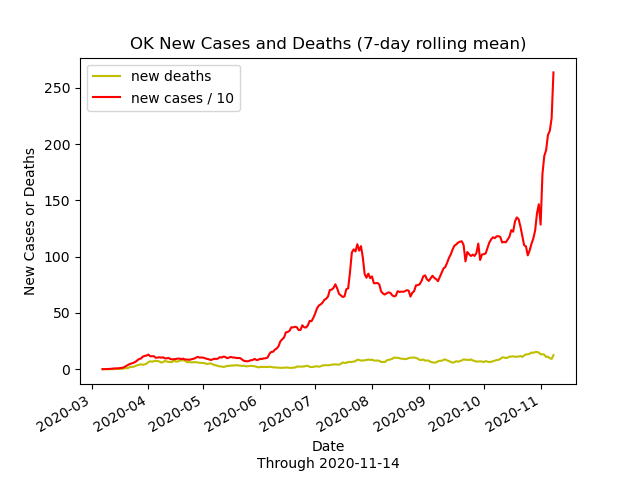 OK New Cases and Deaths (7-day rolling mean)
new deaths
new cases / 10
New Cases or Deaths
250
200
150
100
50
0
2020-03
2020-04
2020-05
2020-06
2020-07
2020-08
2020-09
2020-10
2020-11
Date
Through 2020-11-14